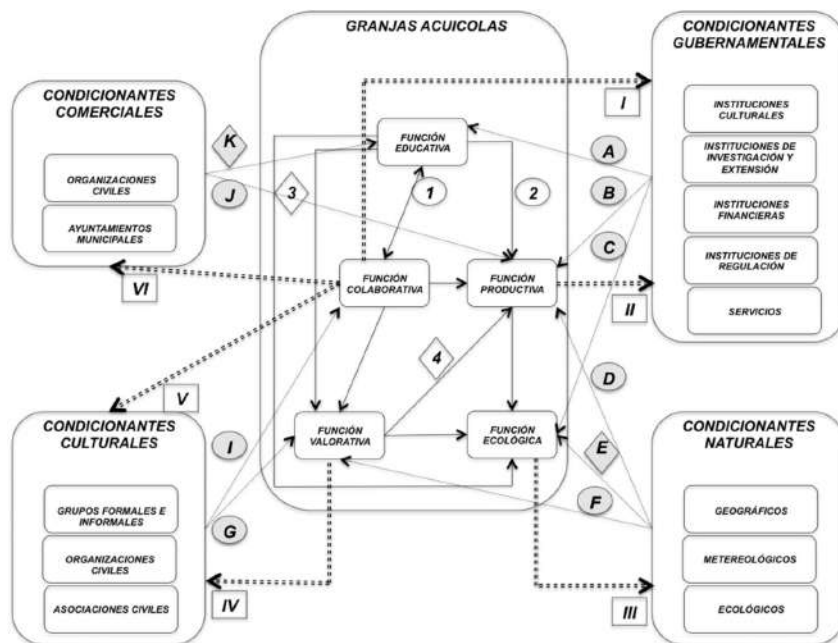 GRANJAS ACUICOLAS
CONDICIONANTES
GUBERNAMENTALES
INSTITUCIONES
CULTURALES
INSTITUCIONES DE
INVESTIGACIÓN Y
EXTENSIÓN
INSTITUCIONES
FINANCIERAS
INSTITUCIONES DE
REGULACIÓN
SERVICIOS
CONDICIONANTES
COMERCIALES
ORGANIZACIONES
CIVILES
AYUNTAMIENTOS
MUNICIPALES
K
J
3
FUNCIÓN
EDUCATIVA
1
2
I
A
B
C
FUNCIÓN
COLABORATIVA
FUNCIÓN
PRODUCTIVA
VI
II
V
4
D
CONDICIONANTES
CULTURALES
GRUPOS FORMALES E
INFORMALES
ORGANIZACIONES
CIVILES
ASOCIACIONES CIVILES
I
G
FUNCIÓN
VALORATIVA
FUNCIÓN
ECOLÓGICA
E
F
IV
III
CONDICIONANTES
NATURALES
GEOGRÁFICOS
METEREOLÓGICOS
ECOLÓGICOS